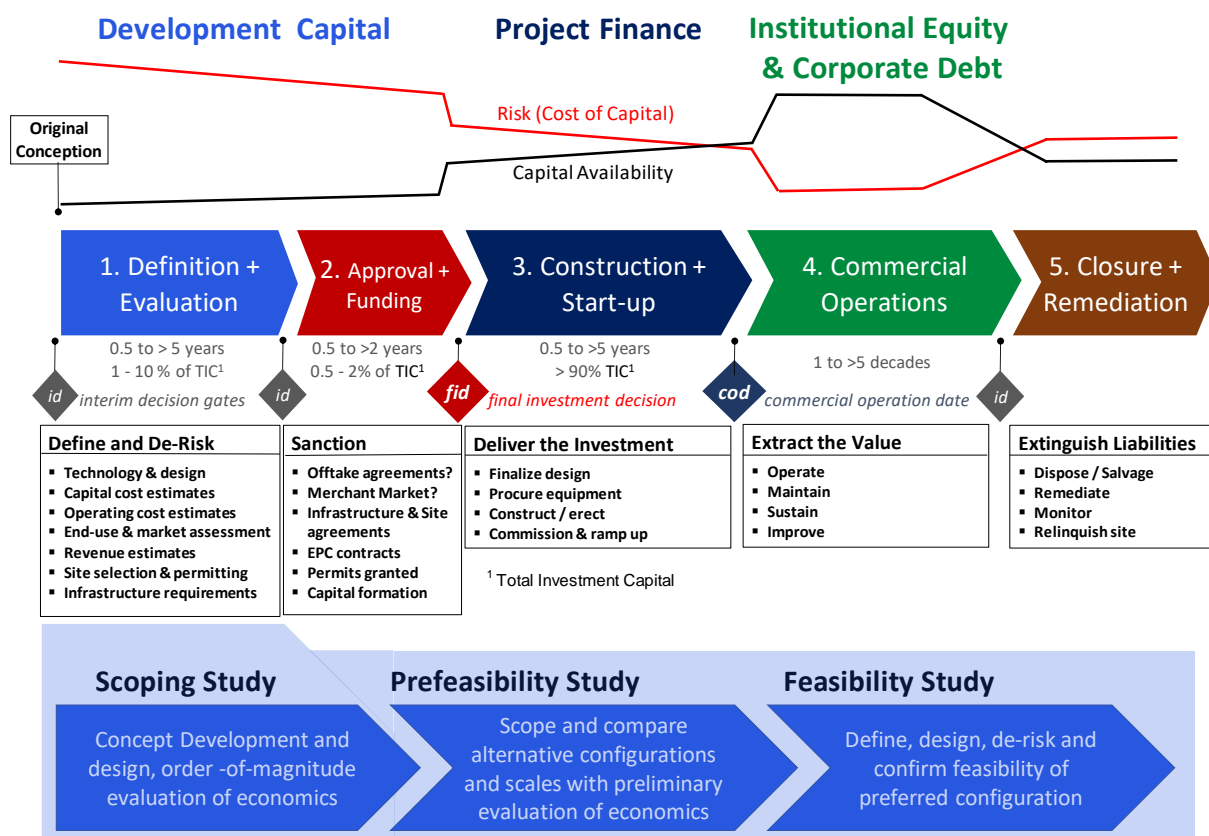 Development Capital
Project Finance
Institutional Equity
& Corporate Debt
Risk (Cost of Capital)
Original
Conception
Capital Availability
1. Definition +
Evaluation
2. Approval +
Funding
3. Construction +
Start-up
4. Commercial
Operations
5. Closure +
Remediation
0.5 to > 5 years
1 - 10 % of TIC¹
0.5 to >2 years
0.5 - 2% of TIC¹
0.5 to >5 years
> 90% TIC¹
1 to >5 decades
id
interim decision gates
id
fid
final investment decision
cod
commercial operation date
id
Define and De-Risk
▪ Technology & design
▪ Capital cost estimates
▪ Operating cost estimates
▪ End-use & market assessment
▪ Revenue estimates
▪ Site selection & permitting
▪ Infrastructure requirements
Sanction
▪ Offtake agreements?
▪ Merchant Market?
▪ Infrastructure & Site
agreements
▪ EPC contracts
▪ Permits granted
▪ Capital formation
Deliver the Investment
▪ Finalize design
▪ Procure equipment
▪ Construct / erect
▪ Commission & ramp up
Extract the Value
▪ Operate
▪ Maintain
▪ Sustain
▪ Improve
Extinguish Liabilities
▪ Dispose / Salvage
▪ Remediate
▪ Monitor
▪ Relinquish site
¹ Total Investment Capital
Scoping Study
Concept Development and
design, order -of-magnitude
evaluation of economics
Prefeasibility Study
Scope and compare
alternative configurations
and scales with preliminary
evaluation of economics
Feasibility Study
Define, design, de-risk and
confirm feasibility of
preferred configuration